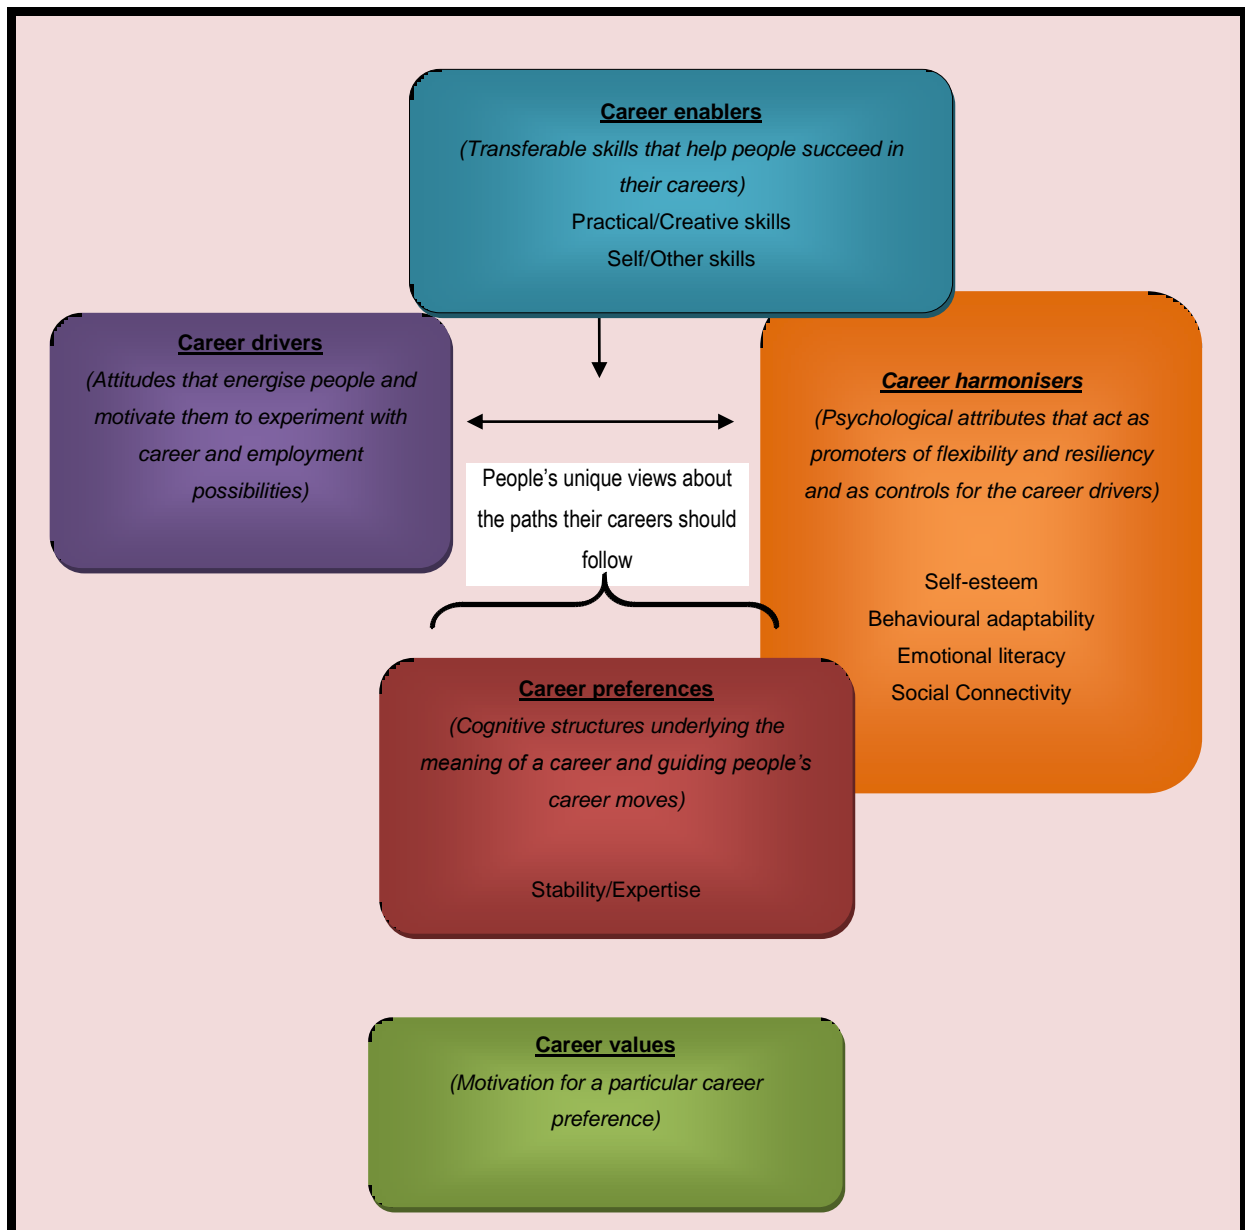 Career enablers
(Transferable skills that help people succeed in
their careers)
Practical/Creative skills
Self/Other skills
Career drivers
(Attitudes that energise people and
motivate them to experiment with
career and employment
possibilities)
Career harmonisers
(Psychological attributes that act as
promoters of flexibility and resiliency
and as controls for the career drivers)
Self-esteem
Behavioural adaptability
Emotional literacy
Social Connectivity
People’s unique views about
the paths their careers should
follow
Career preferences
(Cognitive structures underlying the
meaning of a career and guiding people’s
career moves)
Stability/Expertise
Career values
(Motivation for a particular career
preference)